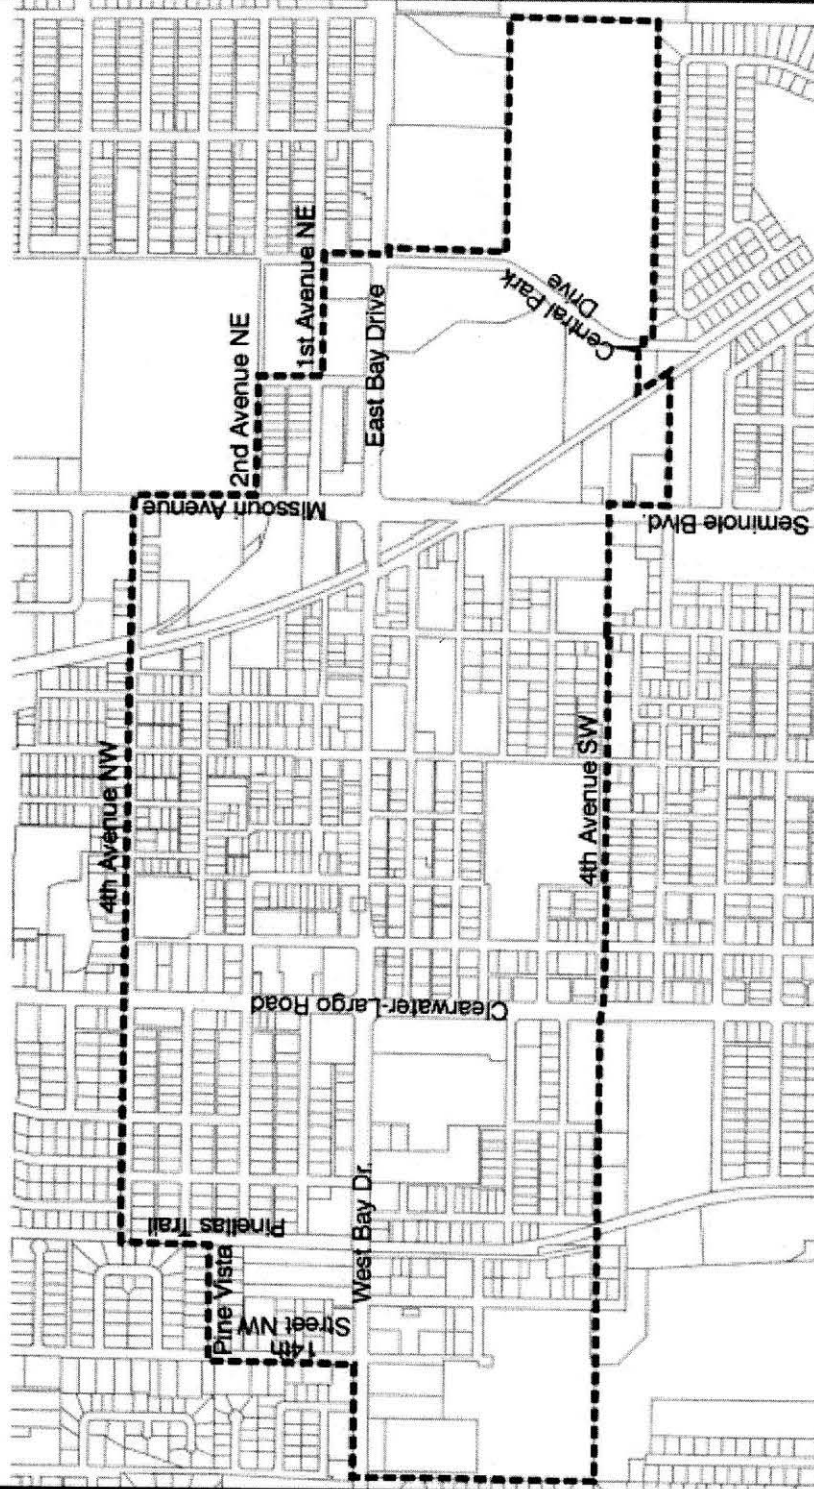 2nd Avenue NE
1st Avenue NE
East Bay Drive
Central Park
Drive
Missouri Avenue
Seminole Blvd.
4th Avenue NW
4th Avenue SW
Clearwater-Largo Road
Pinellas Trail
Pine Vista
West Bay Dr.
14th
Street NW